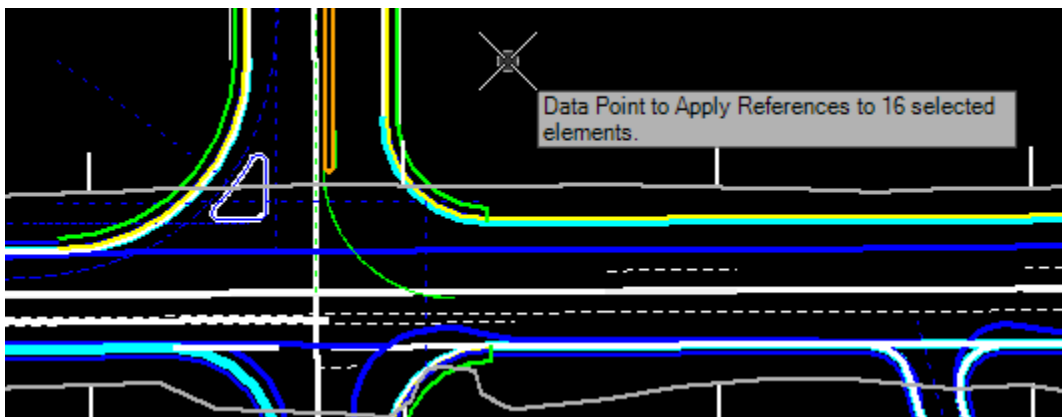 Data Point to Apply References to 16 selected
elements.